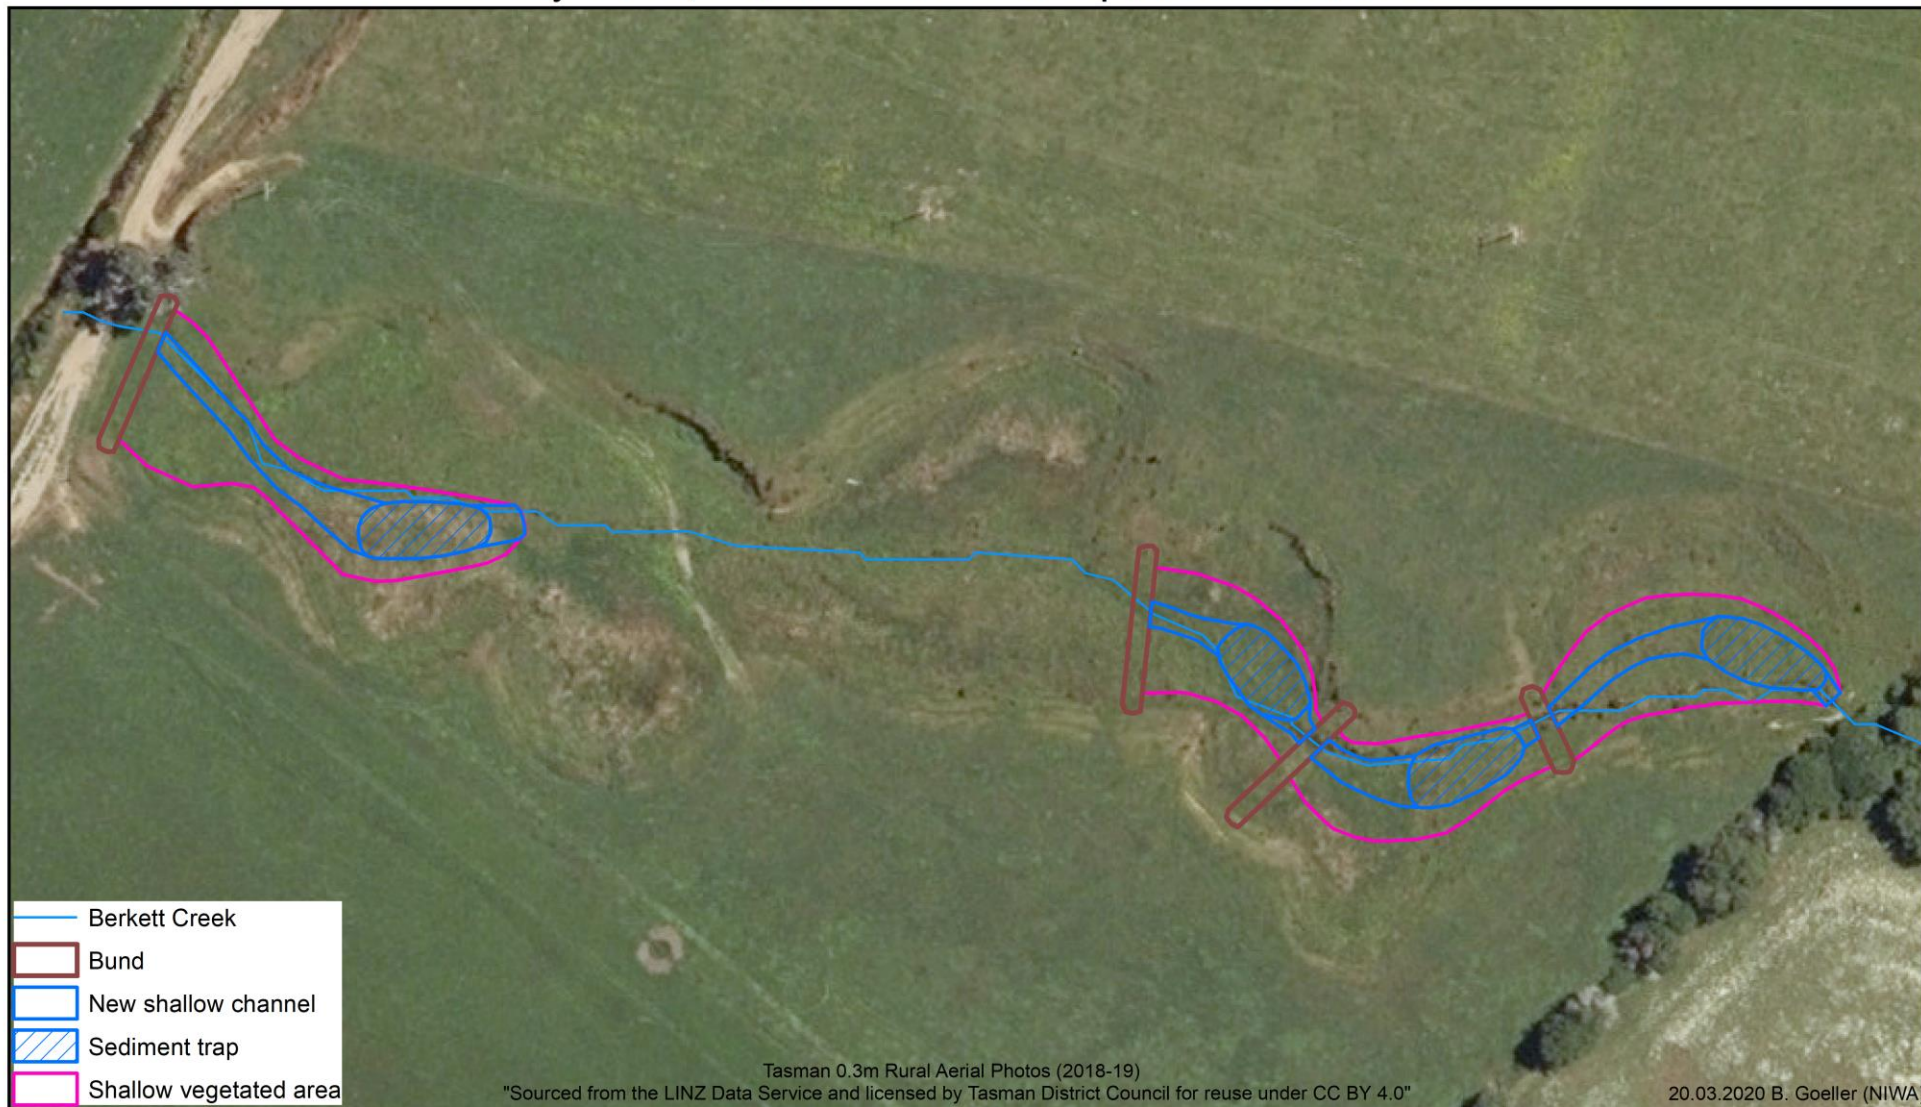 Berkett Creek
Bund
New shallow channel
Sediment trap
Shallow vegetated area
Tasman 0.3m Rural Aerial Photos (2018-19)
"Sourced from the LINZ Data Service and licensed by Tasman District Council for reuse under CC BY 4.0"
20.03.2020 B. Goeller (NIWA